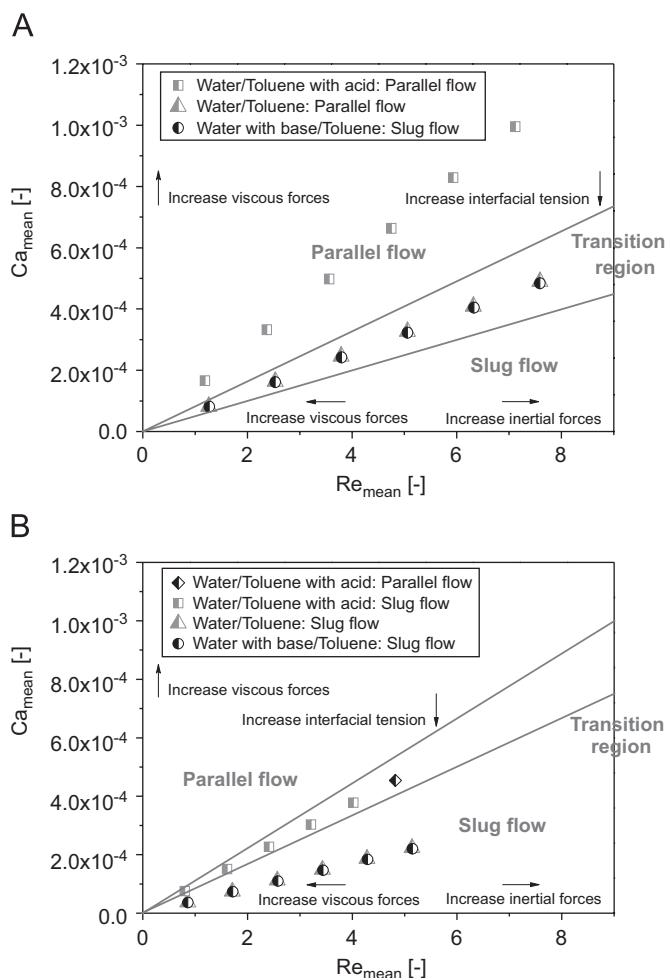 A
1.2x10⁻³
1.0x10⁻³
8.0x10⁻⁴
6.0x10⁻⁴
4.0x10⁻⁴
2.0x10⁻⁴
0.0
Ca_mean [-]
Water/Toluene with acid: Parallel flow
Water/Toluene: Parallel flow
Water with base/Toluene: Slug flow
Increase viscous forces
Increase interfacial tension
Parallel flow
Transition
region
Slug flow
Increase viscous forces
Increase inertial forces
0 2 4 6 8
Re_mean [-]
B
1.2x10⁻³
1.0x10⁻³
8.0x10⁻⁴
6.0x10⁻⁴
4.0x10⁻⁴
2.0x10⁻⁴
0.0
Ca_mean [-]
Water/Toluene with acid: Parallel flow
Water/Toluene with acid: Slug flow
Water/Toluene: Slug flow
Water with base/Toluene: Slug flow
Increase viscous forces
Increase interfacial tension
Transition
region
Parallel flow
Slug flow
Increase viscous forces
Increase inertial forces
0 2 4 6 8
Re_mean [-]